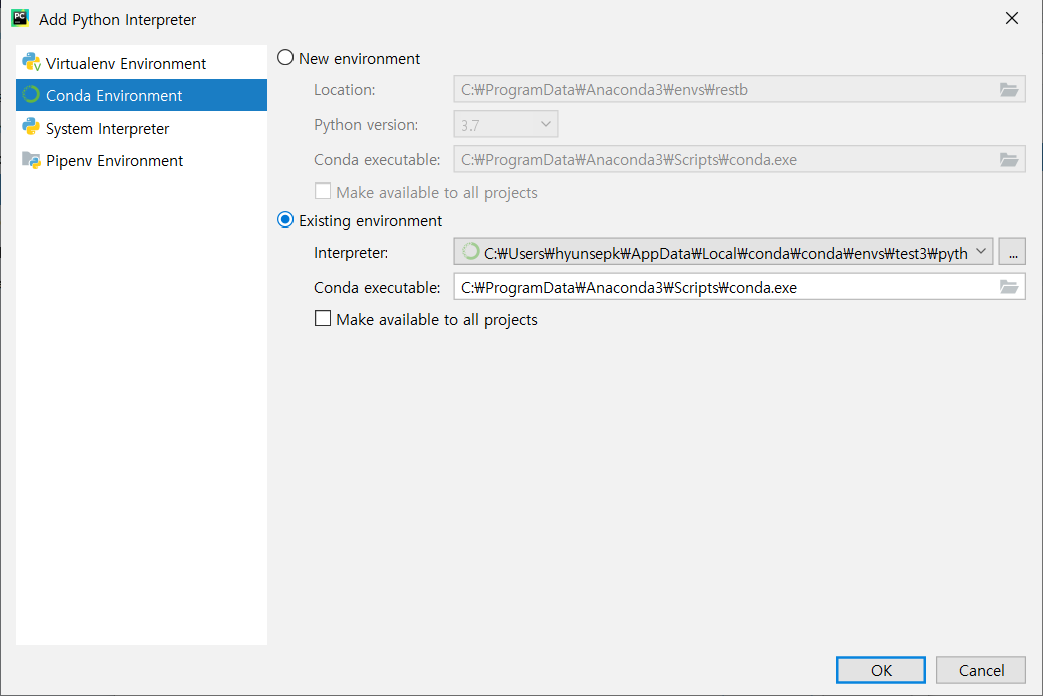 Add Python Interpreter
Virtualenv Environment
Conda Environment
System Interpreter
Pipenv Environment
New environment
Location: C:₩ProgramData₩Anaconda3₩envs₩restb
Python version: 3.7
Conda executable: C:₩ProgramData₩Anaconda3₩Scripts₩conda.exe
Make available to all projects
Existing environment
Interpreter: C:₩Users₩hyunsepk₩AppData₩Local₩conda₩conda₩envs₩test3₩pyth ...
Conda executable: C:₩ProgramData₩Anaconda3₩Scripts₩conda.exe
Make available to all projects
OK Cancel